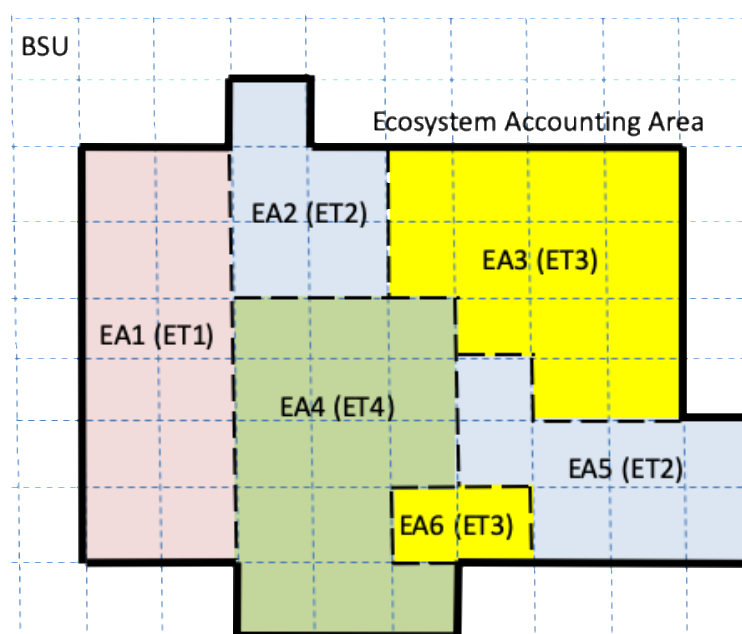 BSU
Ecosystem Accounting Area
EA2 (ET2)
EA3 (ET3)
EA1 (ET1)
EA4 (ET4)
EA5 (ET2)
EA6 (ET3)